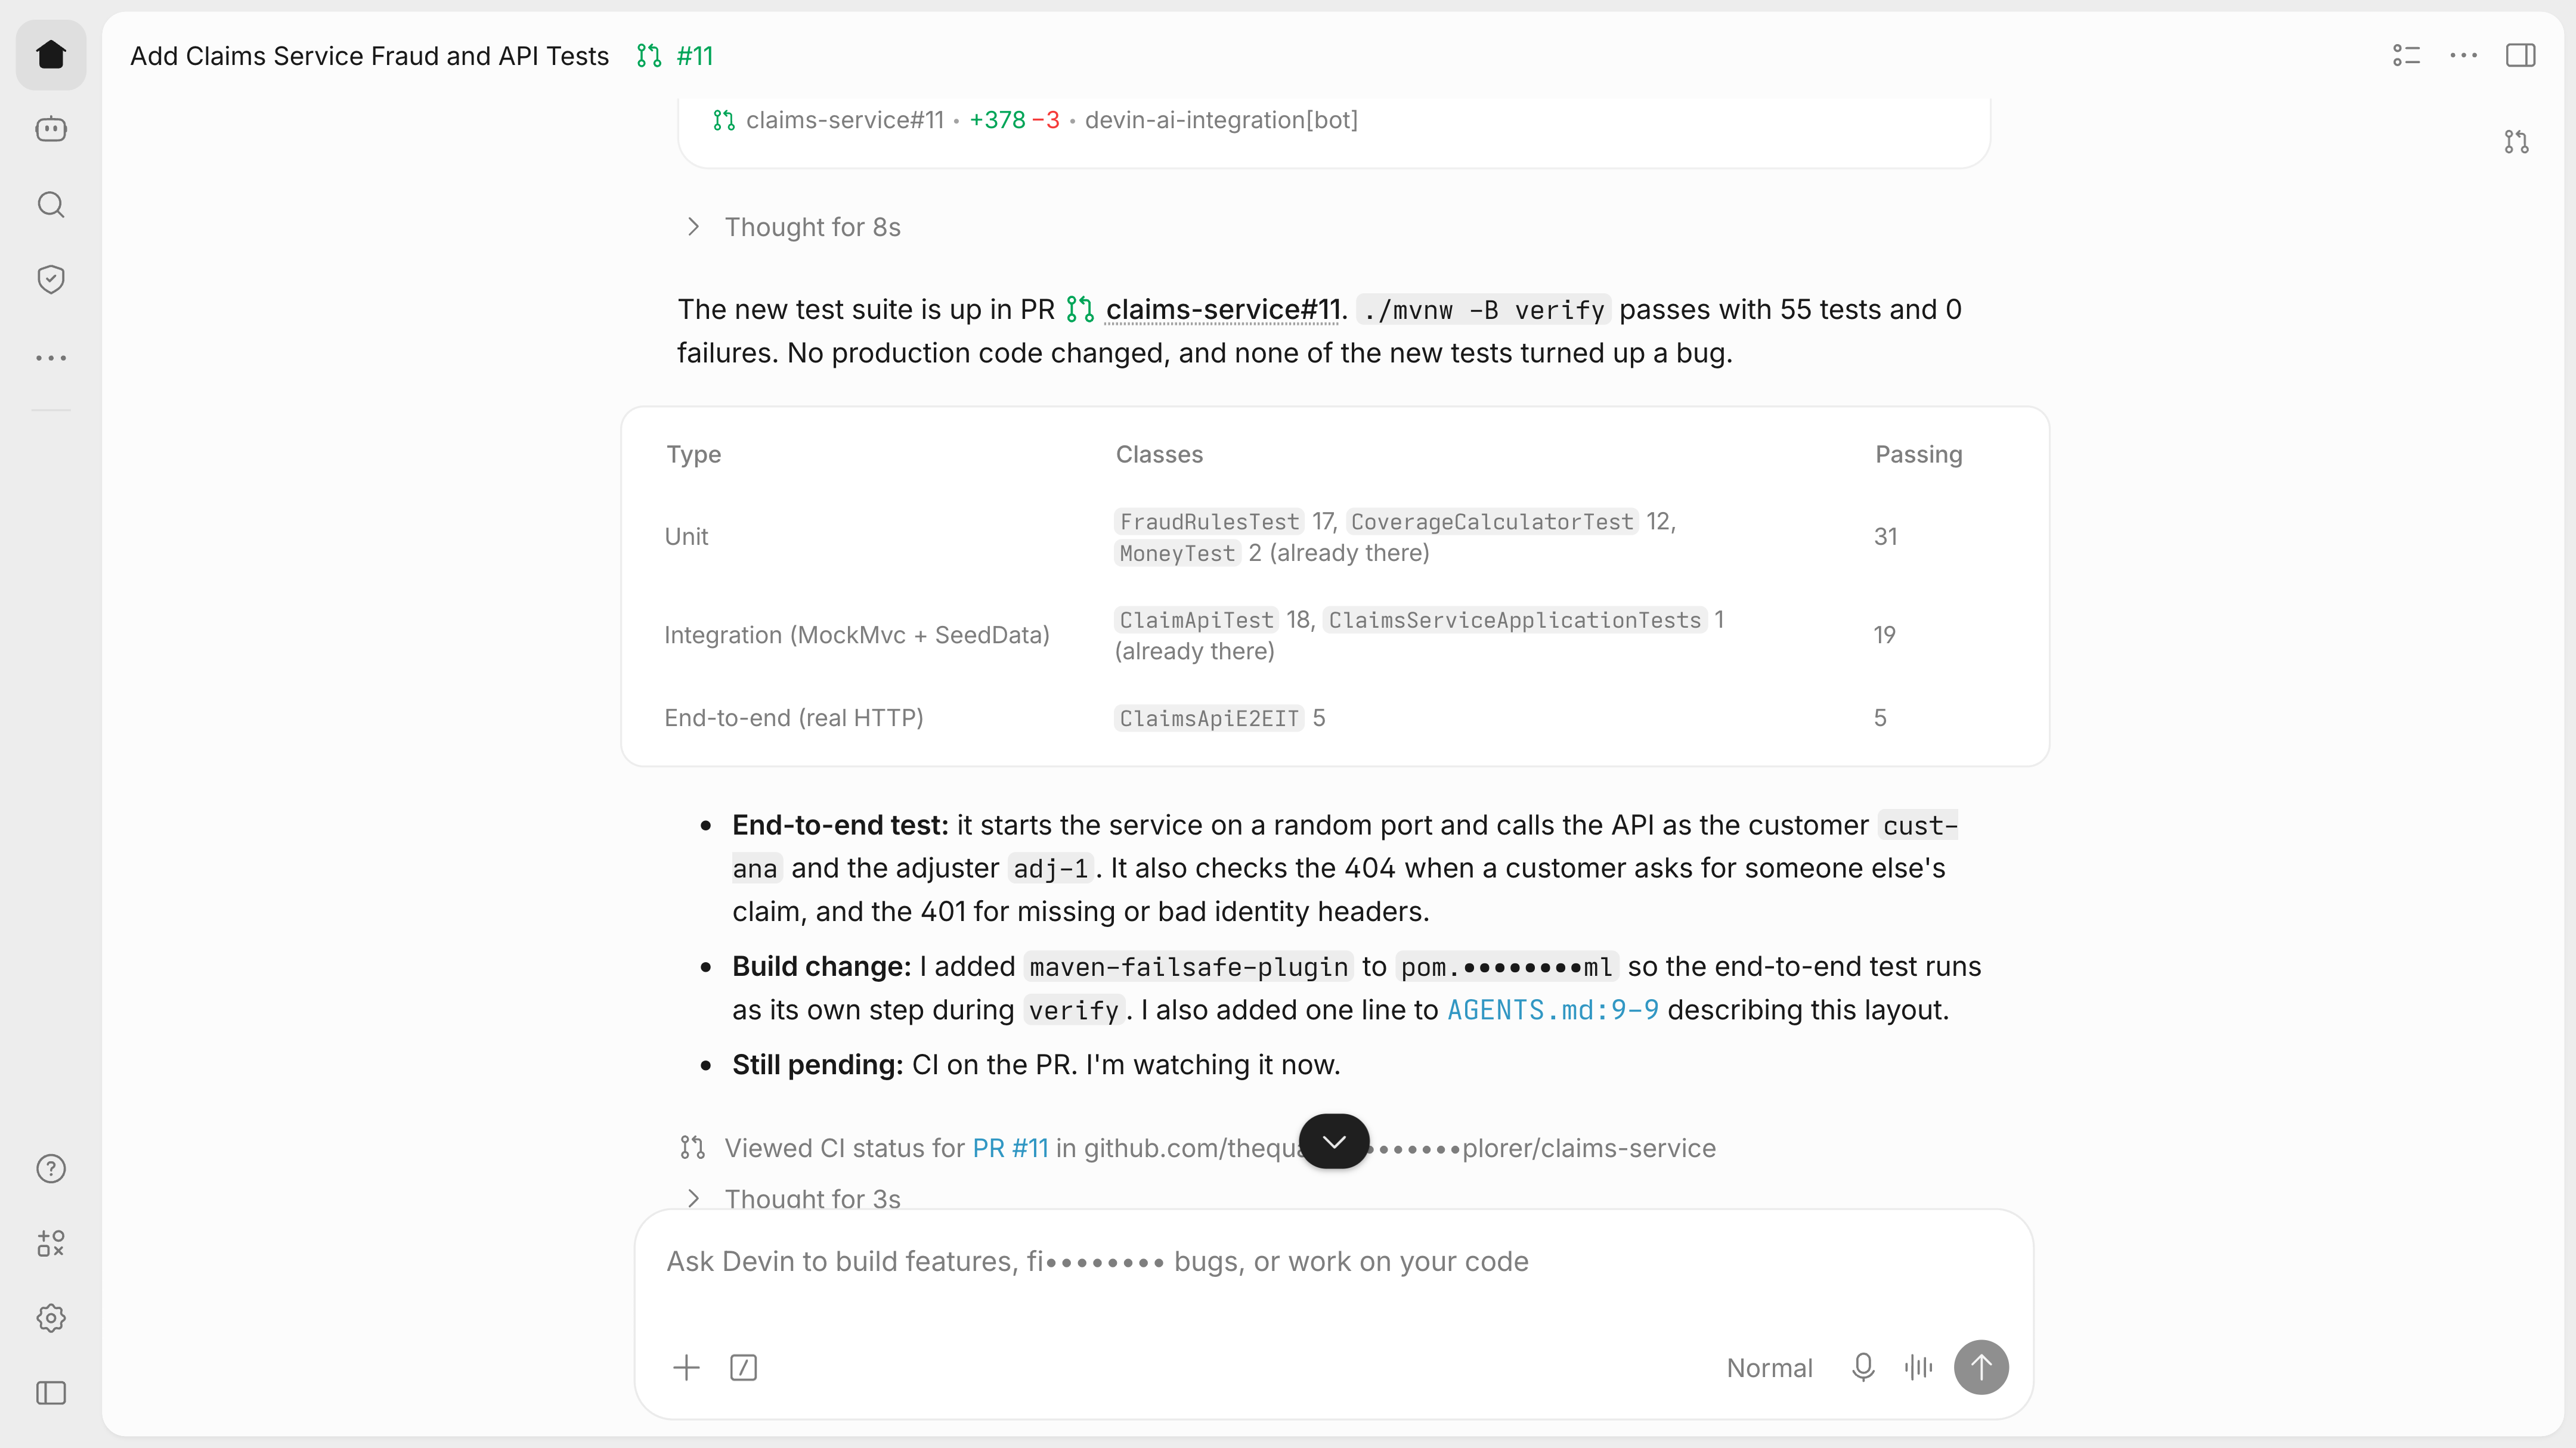 Add Claims Service Fraud and API Tests #11
claims-service#11 • +378 −3 • devin-ai-integration[bot]
Thought for 8s
The new test suite is up in PR claims-service#11. ./mvnw -B verify passes with 55 tests and 0
failures. No production code changed, and none of the new tests turned up a bug.
Type Classes Passing
Unit FraudRulesTest 17, CoverageCalculatorTest 12, 31
MoneyTest 2 (already there)
Integration (MockMvc + SeedData) ClaimApiTest 18, ClaimsServiceApplicationTests 1 19
(already there)
End-to-end (real HTTP) ClaimsApiE2EIT 5 5
• End-to-end test: it starts the service on a random port and calls the API as the customer cust-
ana and the adjuster adj-1. It also checks the 404 when a customer asks for someone else's
claim, and the 401 for missing or bad identity headers.
• Build change: I added maven-failsafe-plugin to pom.••••••••ml so the end-to-end test runs
as its own step during verify. I also added one line to AGENTS.md:9-9 describing this layout.
• Still pending: CI on the PR. I'm watching it now.
Viewed CI status for PR #11 in github.com/thequa•••••••plorer/claims-service
Thought for 3s
Ask Devin to build features, fi•••••••• bugs, or work on your code
Normal